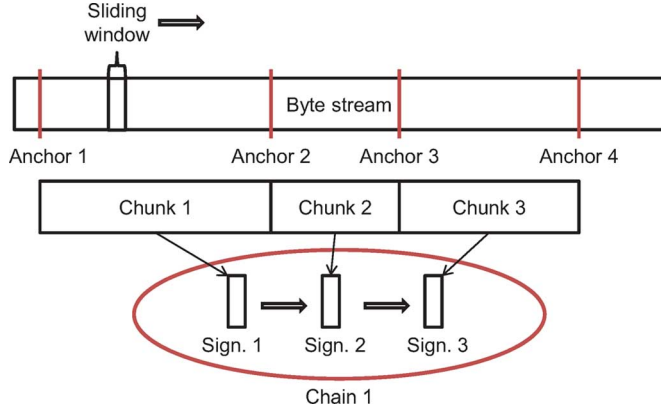 Sliding
window
Byte stream
Anchor 1
Anchor 2
Anchor 3
Anchor 4
Chunk 1
Chunk 2
Chunk 3
Sign. 1
Sign. 2
Sign. 3
Chain 1